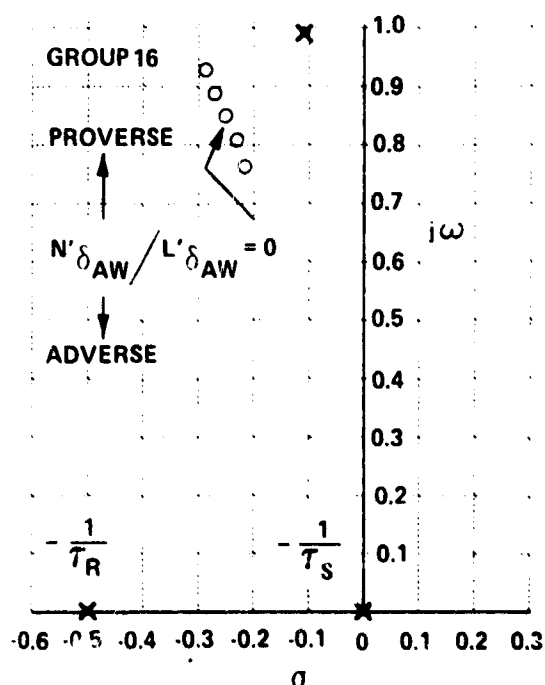 GROUP 16
PROVERSE
N'δAW / L'δAW = 0
ADVERSE
1.0
0.9
0.8
0.7
jω
0.6
0.5
0.4
0.3
0.2
0.1
- 1/τR
- 1/τS
-0.6 -0.5 -0.4 -0.3 -0.2 -0.1 0 0.1 0.2 0.3
σ